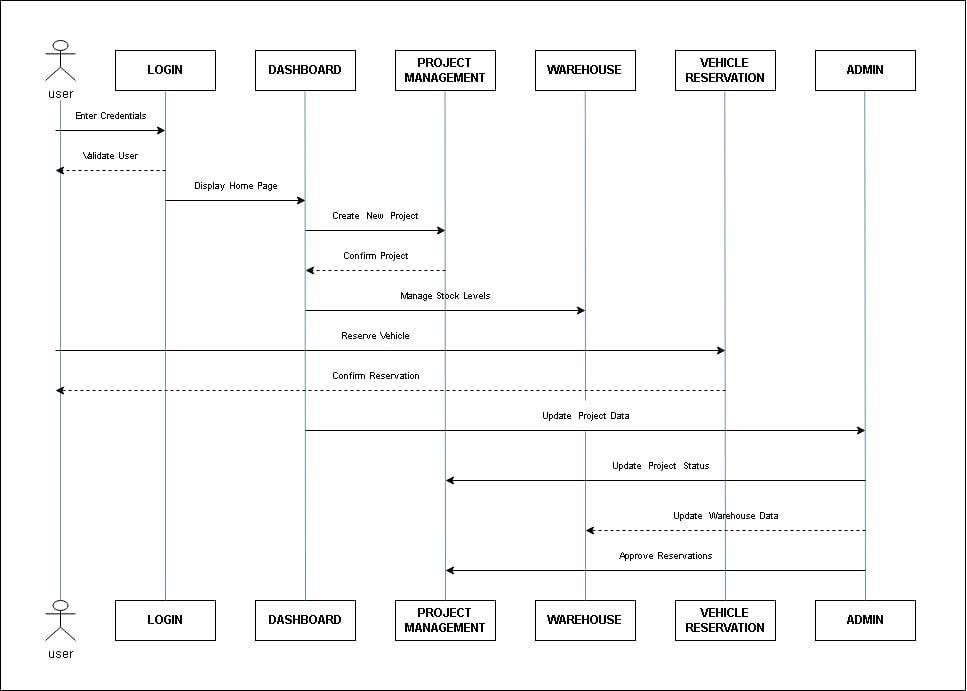 user
LOGIN
DASHBOARD
PROJECT
MANAGEMENT
WAREHOUSE
VEHICLE
RESERVATION
ADMIN
Enter Credentials
Validate User
Display Home Page
Create New Project
Confirm Project
Manage Stock Levels
Reserve Vehicle
Confirm Reservation
Update Project Data
Update Project Status
Update Warehouse Data
Approve Reservations
user
LOGIN
DASHBOARD
PROJECT
MANAGEMENT
WAREHOUSE
VEHICLE
RESERVATION
ADMIN